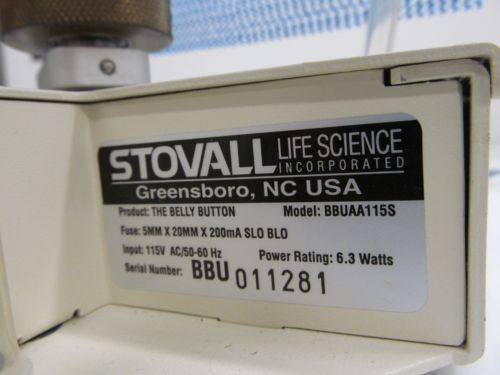 STOVALL LIFE SCIENCE INCORPORATED
Greensboro, NC USA
Product: THE BELLY BUTTON Model: BBUAA115S
Fuse: 5MM X 20MM X 200mA SLO BLO
Input: 115V AC/50-60 Hz Power Rating: 6.3 Watts
Serial Number: BBU 011281